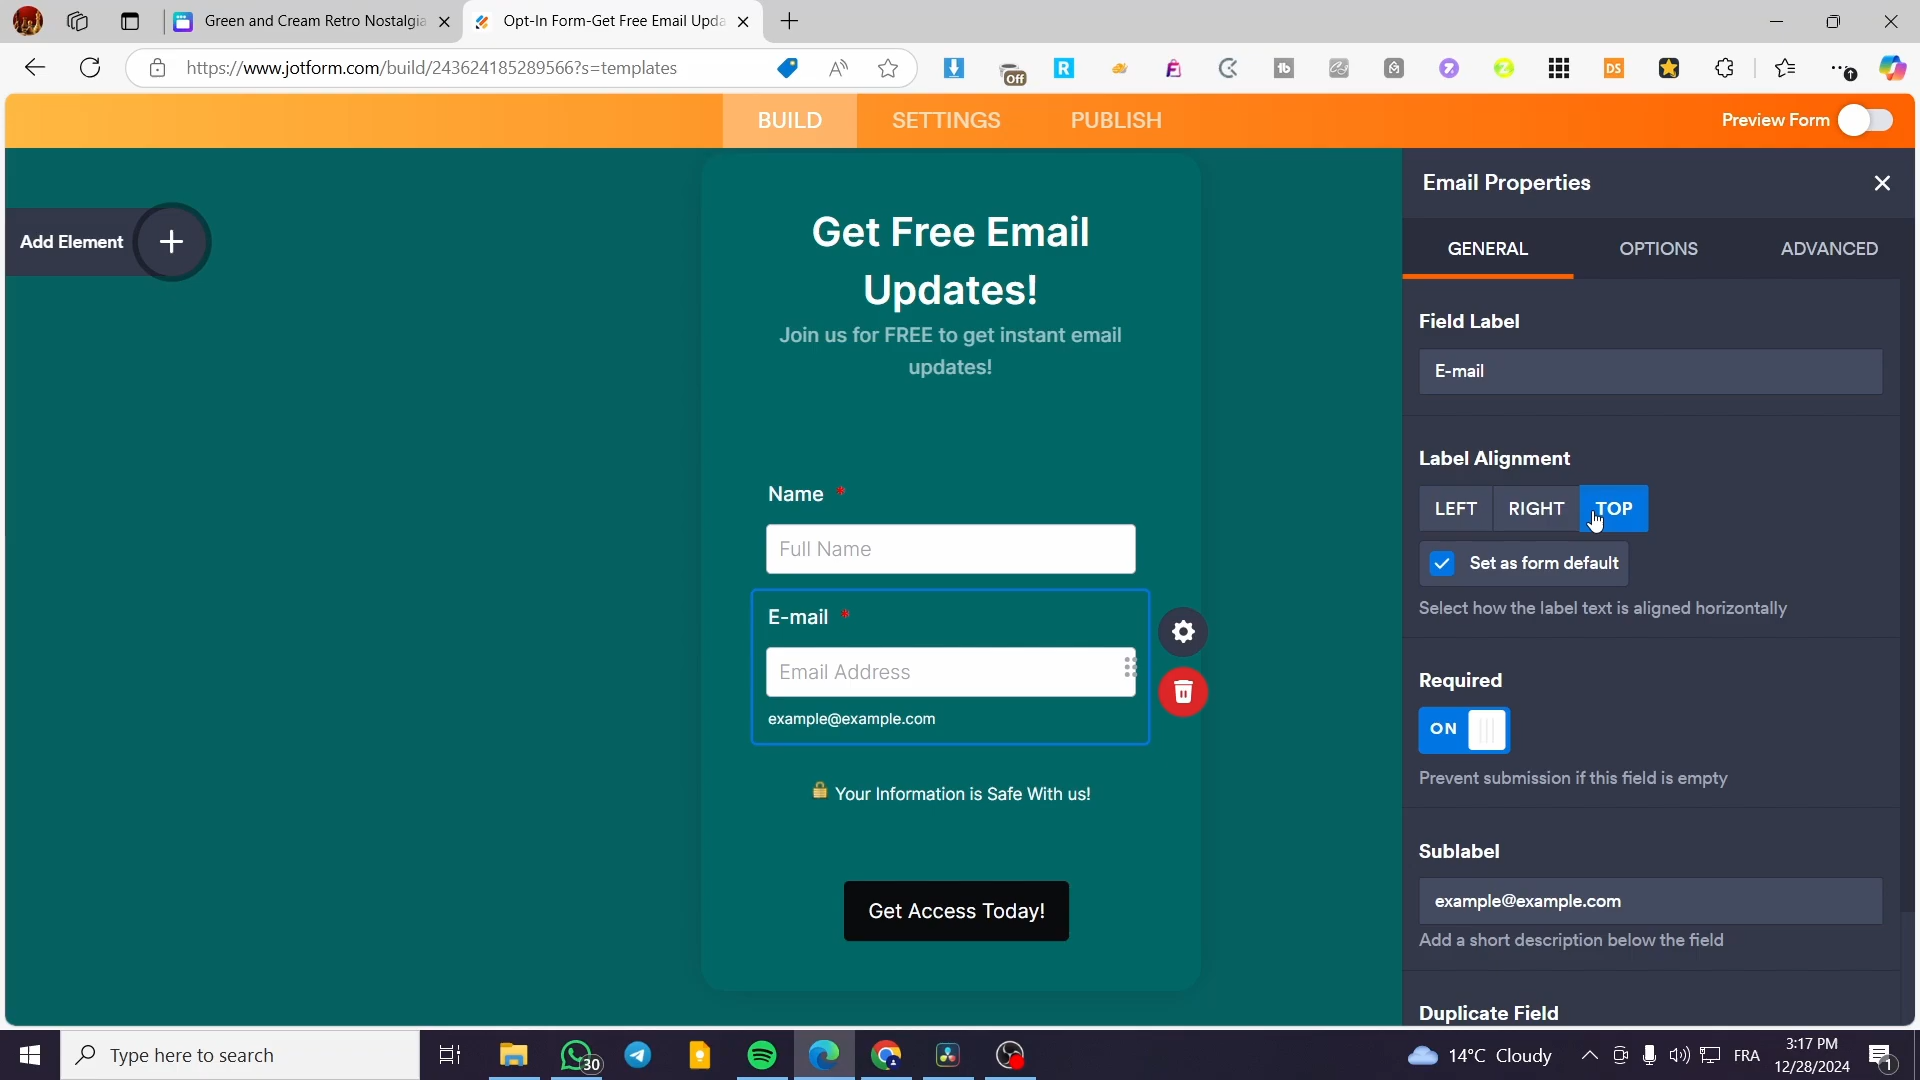 Green and Cream Retro Nostalgia
Opt-In Form-Get Free Email Upda
https://www.jotform.com/build/243624185289566?s=templates
Off
R
tb
DS
BUILD
SETTINGS
PUBLISH
Preview Form
Add Element
Get Free Email
Updates!
Join us for FREE to get instant email
updates!
Name *
Full Name
E-mail *
Email Address
example@example.com
Your Information is Safe With us!
Get Access Today!
Email Properties
GENERAL
OPTIONS
ADVANCED
Field Label
E-mail
Label Alignment
LEFT
RIGHT
TOP
Set as form default
Select how the label text is aligned horizontally
Required
ON
Prevent submission if this field is empty
Sublabel
example@example.com
Add a short description below the field
Duplicate Field
Type here to search
30
14°C Cloudy
FRA
3:17 PM
12/28/2024
1